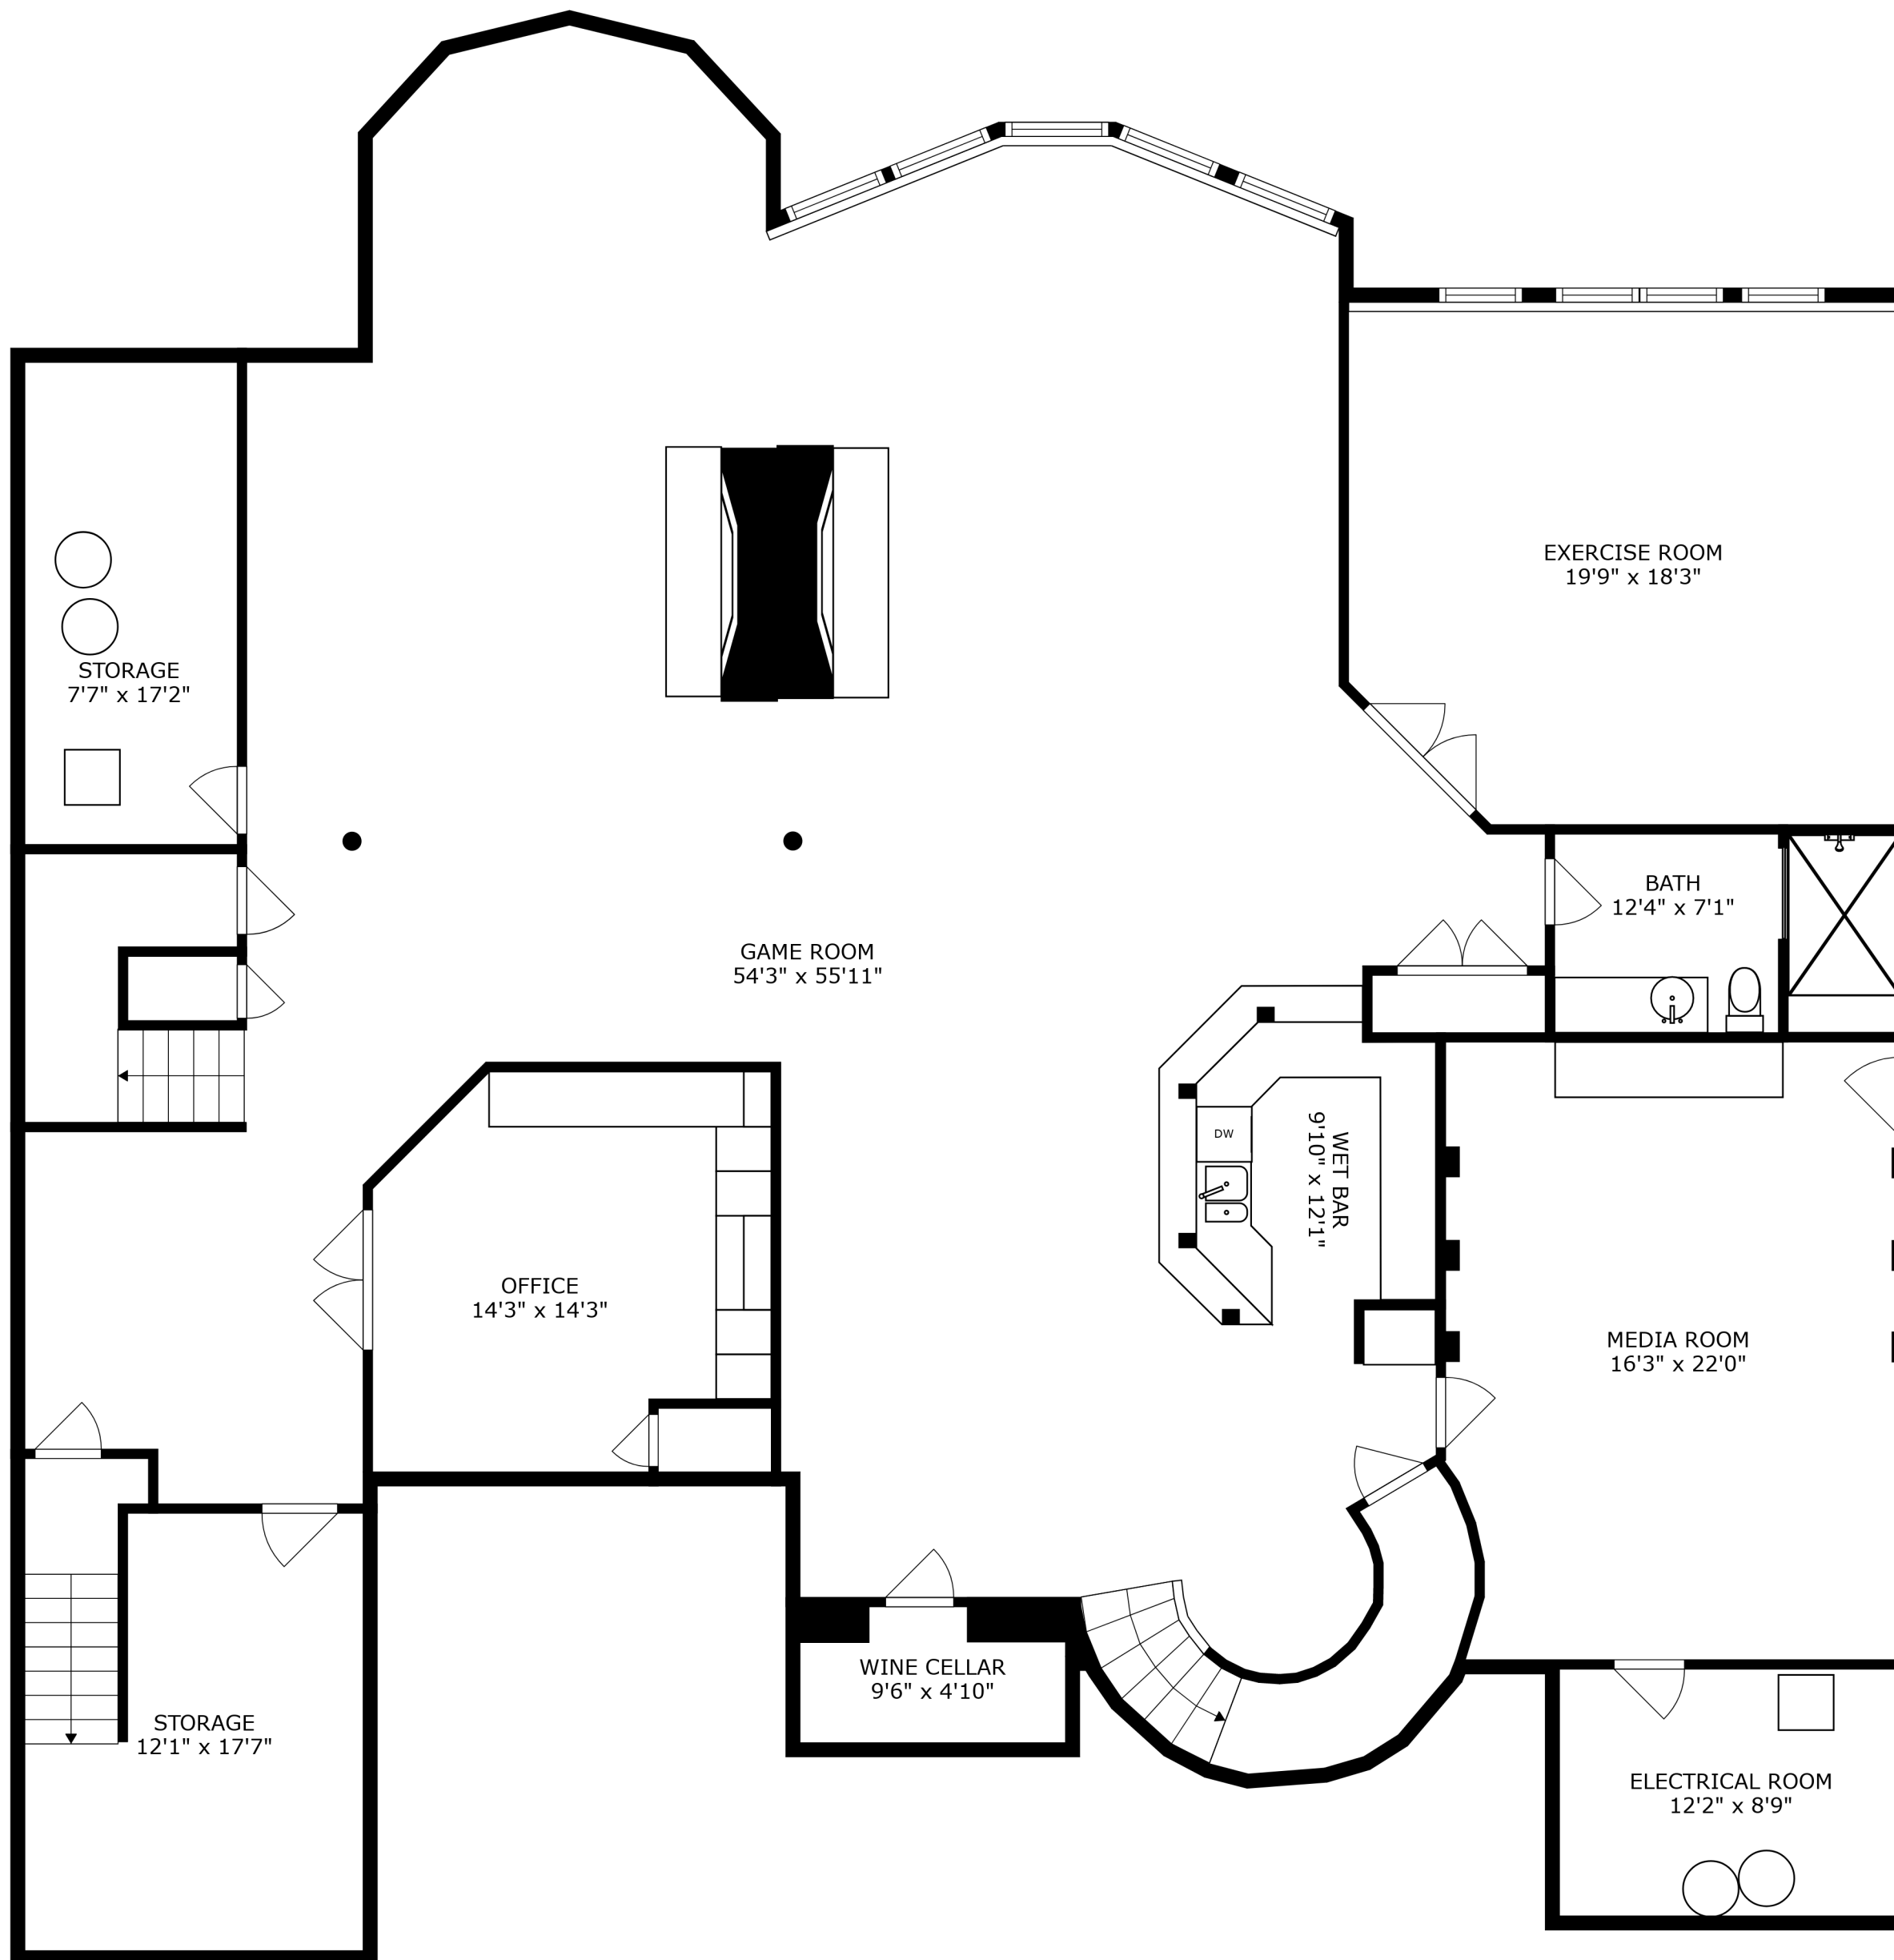 EXERCISE ROOM
19'9" x 18'3"
STORAGE
7'7" x 17'2"
BATH
12'4" x 7'1"
GAME ROOM
54'3" x 55'11"
DW
WET BAR
9'10" x 12'1"
OFFICE
14'3" x 14'3"
MEDIA ROOM
16'3" x 22'0"
WINE CELLAR
9'6" x 4'10"
STORAGE
12'1" x 17'7"
ELECTRICAL ROOM
12'2" x 8'9"